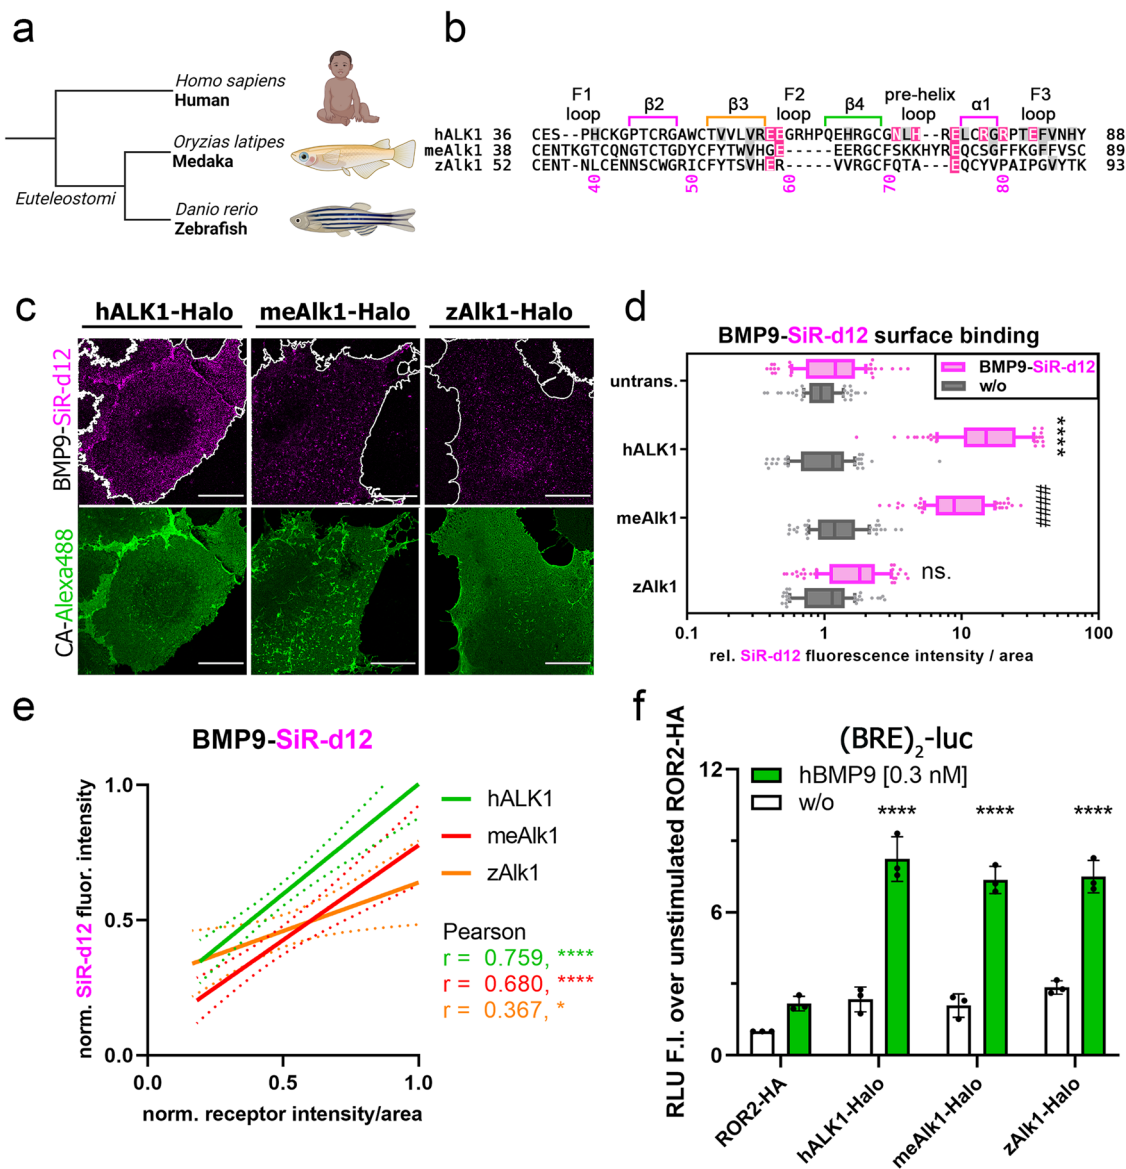 a
Homo sapiens
Human
Oryzias latipes
Medaka
Euteleostomi
Danio rerio
Zebrafish
b
F1 loop β2 β3 F2 loop β4 pre-helix loop α1 F3 loop
hALK1 36 CES--PHCKGPTCRGAWCTVVLVREEGRHPQEHRGCGNLH--RELCRGRPTEFVNHY 88
meAlk1 38 CENTKGTCQNGTCTGDYCFYTWVVHGE-----EERGCFSKKHYREQCSGFFKGFFVSC 89
zAlk1 52 CENT-NLCENNSCWGRICFYTSVHER-----VVRGCFQTA--EQCYVPAIPGVYTK 93
40 50 60 70 80
c
hALK1-Halo meAlk1-Halo zAlk1-Halo
BMP9-SiR-d12
CA-Alexa488
d
BMP9-SiR-d12 surface binding
BMP9-SiR-d12
w/o
untrans.
hALK1
****
meAlk1
####
zAlk1
ns.
0.1 1 10 100
rel. SiR-d12 fluorescence intensity / area
e
BMP9-SiR-d12
norm. SiR-d12 fluor. intensity
1.0
0.5
0.0
hALK1
meAlk1
zAlk1
Pearson
r = 0.759, ****
r = 0.680, ****
r = 0.367, *
0.0 0.5 1.0
norm. receptor intensity/area
f
(BRE)2-luc
RLU F.I. over unstimulated ROR2-HA
hBMP9 [0.3 nM]
w/o
12
6
0
**** **** ****
ROR2-HA
hALK1-Halo
meAlk1-Halo
zAlk1-Halo